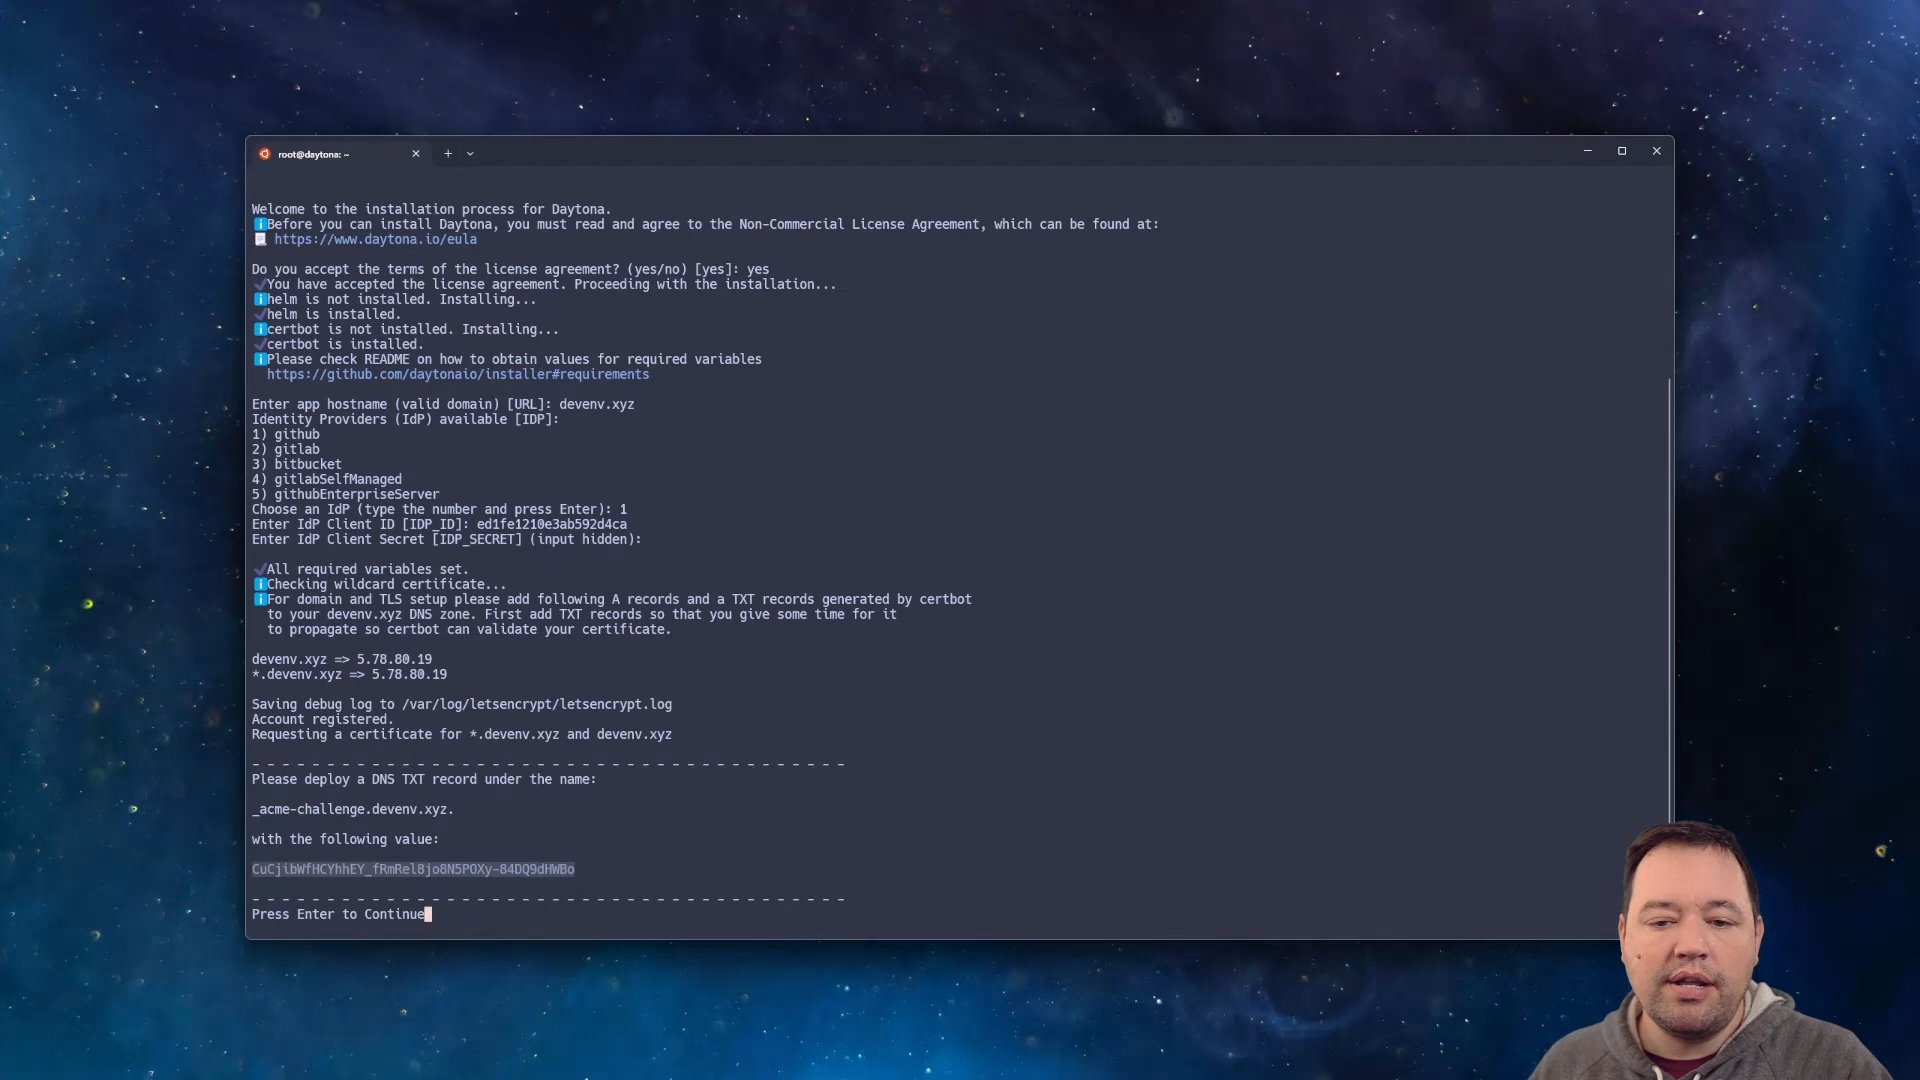 root@daytona: ~
Welcome to the installation process for Daytona.
Before you can install Daytona, you must read and agree to the Non-Commercial License Agreement, which can be found at:
https://www.daytona.io/eula
Do you accept the terms of the license agreement? (yes/no) [yes]: yes
You have accepted the license agreement. Proceeding with the installation...
helm is not installed. Installing...
helm is installed.
certbot is not installed. Installing...
certbot is installed.
Please check README on how to obtain values for required variables
https://github.com/daytonaio/installer#requirements
Enter app hostname (valid domain) [URL]: devenv.xyz
Identity Providers (IdP) available [IDP]:
1) github
2) gitlab
3) bitbucket
4) gitlabSelfManaged
5) githubEnterpriseServer
Choose an IdP (type the number and press Enter): 1
Enter IdP Client ID [IDP_ID]: ed1fe1210e3ab592d4ca
Enter IdP Client Secret [IDP_SECRET] (input hidden):
All required variables set.
Checking wildcard certificate...
For domain and TLS setup please add following A records and a TXT records generated by certbot
to your devenv.xyz DNS zone. First add TXT records so that you give some time for it
to propagate so certbot can validate your certificate.
devenv.xyz => 5.78.80.19
*.devenv.xyz => 5.78.80.19
Saving debug log to /var/log/letsencrypt/letsencrypt.log
Account registered.
Requesting a certificate for *.devenv.xyz and devenv.xyz
- - - - - - - - - - - - - - - - - - - - - - - - - - - - - - - - - - - - - - - -
Please deploy a DNS TXT record under the name:
_acme-challenge.devenv.xyz.
with the following value:
CuCjibWfHCYhhEY_fRmRel8jo8N5POXy-84DQ9dHWBo
- - - - - - - - - - - - - - - - - - - - - - - - - - - - - - - - - - - - - - - -
Press Enter to Continue